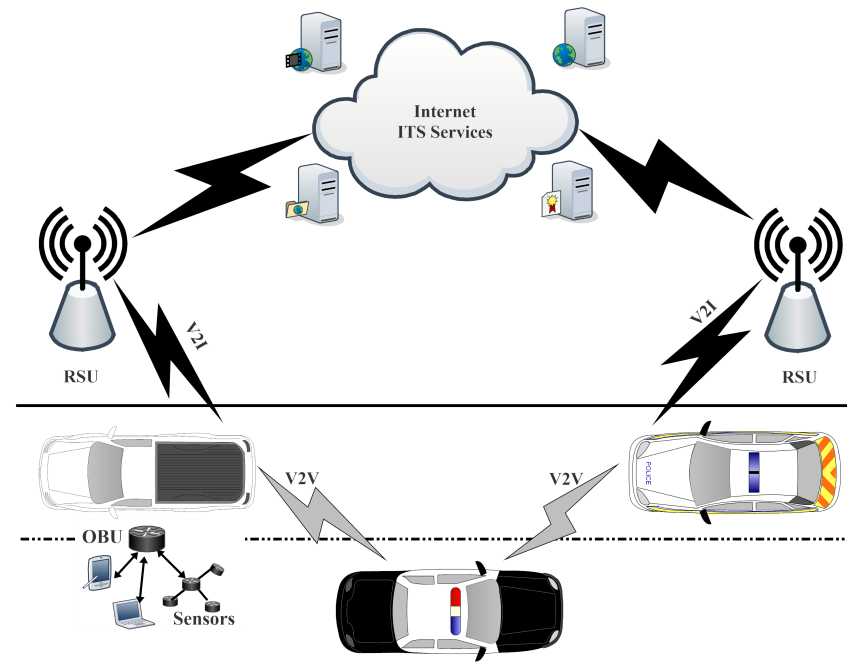 Internet
ITS Services
V2I
V2I
RSU
RSU
V2V
V2V
POLICE
OBU
Sensors